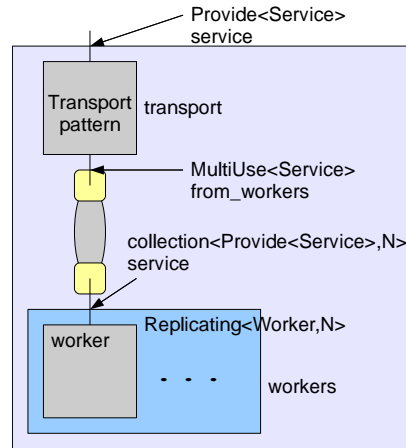 Provide<Service>
service
Transport
pattern
transport
MultiUse<Service>
from_workers
collection<Provide<Service>,N>
service
Replicating<Worker,N>
worker
workers